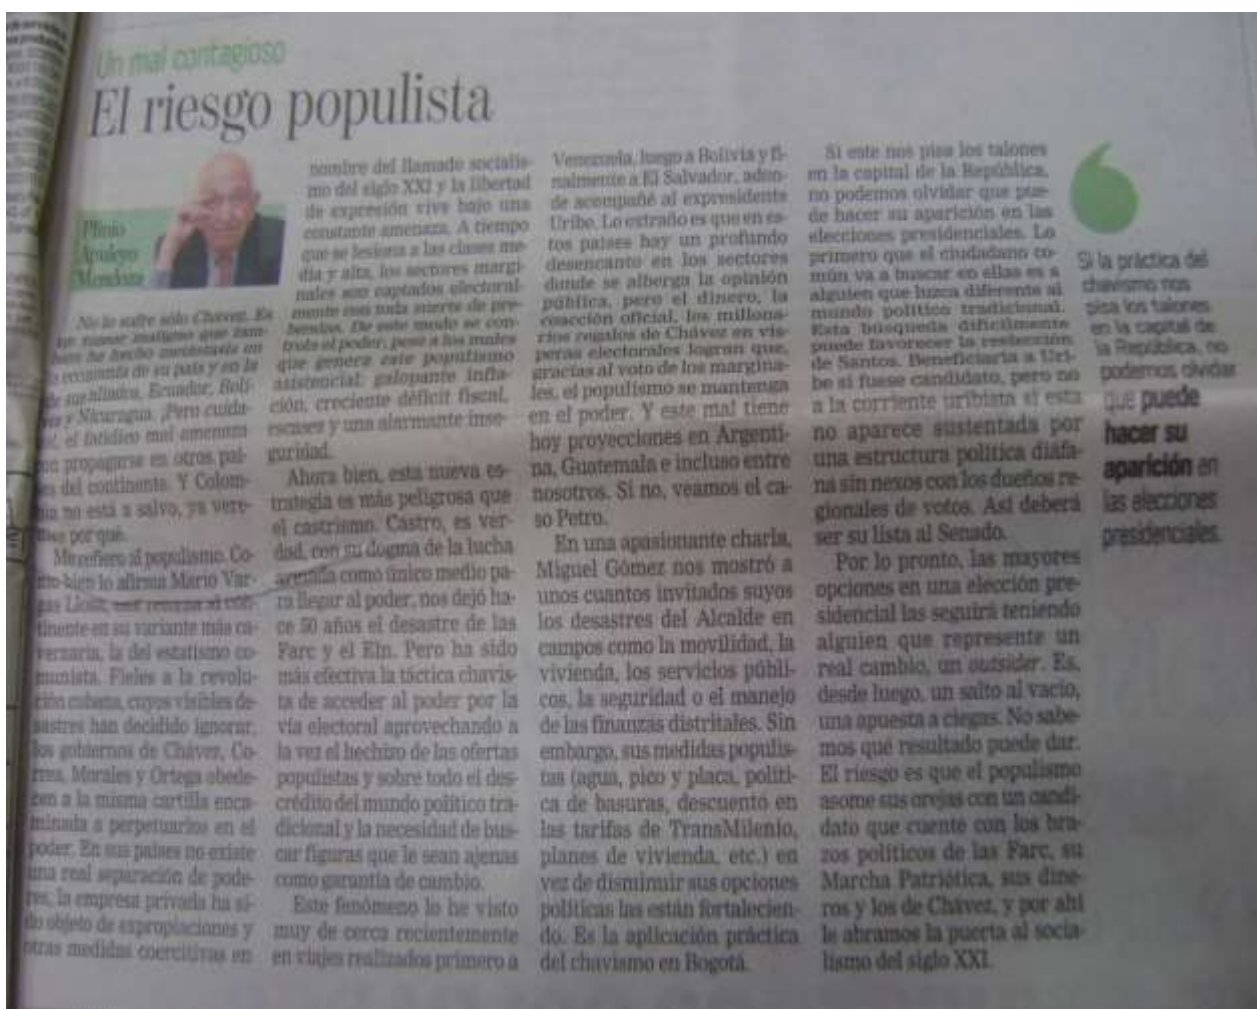 Un mal contagioso
El riesgo populista
Plinio
Apuleyo
Mendoza
No lo sufre sólo Chávez. Es
un tumor maligno que tam-
bién ha hecho metástasis en
la economía de su país y en la
de sus aliados, Ecuador, Boli-
via y Nicaragua. ¡Pero cuida-
el fatídico mal amenaza
con propagarse en otros paí-
ses del continente. Y Colom-
bia no está a salvo, ya vere-
mos por qué.
Me refiero al populismo. Co-
mo bien lo afirma Mario Var-
gas Llosa, al con-
tinente en su variante más ca-
vernaria, la del estatismo co-
munista. Fieles a la revolu-
ción cubana, cuyos visibles de-
sastres han decidido ignorar,
los gobiernos de Chávez, Co-
rrea, Morales y Ortega obede-
cen a la misma cartilla enca-
minada a perpetuarlos en el
poder. En sus países no existe
una real separación de pode-
res, la empresa privada ha si-
do objeto de expropiaciones y
otras medidas coercitivas en
nombre del llamado socialis-
mo del siglo XXI y la libertad
de expresión vive bajo una
constante amenaza. A tiempo
que se lesiona a las clases me-
dia y alta, los sectores margi-
nales son captados electoral-
mente con toda suerte de pre-
bendas. De este modo se con-
trola el poder, pese a los males
que genera este populismo
asistencial: galopante infla-
ción, creciente déficit fiscal,
escasez y una alarmante inse-
guridad.
Ahora bien, esta nueva es-
trategia es más peligrosa que
el castrismo. Castro, es ver-
dad, con su dogma de la lucha
armada como único medio pa-
ra llegar al poder, nos dejó ha-
ce 50 años el desastre de las
Farc y el Eln. Pero ha sido
más efectiva la táctica chavis-
ta de acceder al poder por la
vía electoral aprovechando a
la vez el hechizo de las ofertas
populistas y sobre todo el des-
crédito del mundo político tra-
dicional y la necesidad de bus-
car figuras que le sean ajenas
como garantía de cambio.
Este fenómeno lo he visto
muy de cerca recientemente
en viajes realizados primero a
Venezuela, luego a Bolivia y fi-
nalmente a El Salvador, adon-
de acompañé al expresidente
Uribe. Lo extraño es que en es-
tos países hay un profundo
desencanto en los sectores
donde se alberga la opinión
pública, pero el dinero, la
coacción oficial, los millona-
rios regalos de Chávez en vís-
peras electorales logran que,
gracias al voto de los margina-
les, el populismo se mantenga
en el poder. Y este mal tiene
hoy proyecciones en Argenti-
na, Guatemala e incluso entre
nosotros. Si no, veamos el ca-
so Petro.
En una apasionante charla,
Miguel Gómez nos mostró a
unos cuantos invitados suyos
los desastres del Alcalde en
campos como la movilidad, la
vivienda, los servicios públi-
cos, la seguridad o el manejo
de las finanzas distritales. Sin
embargo, sus medidas populis-
tas (agua, pico y placa, políti-
ca de basuras, descuento en
las tarifas de TransMilenio,
planes de vivienda, etc.) en
vez de disminuir sus opciones
políticas las están fortalecien-
do. Es la aplicación práctica
del chavismo en Bogotá.
Si este nos pisa los talones
en la capital de la República,
no podemos olvidar que pue-
de hacer su aparición en las
elecciones presidenciales. Lo
primero que el ciudadano co-
mún va a buscar en ellas es a
alguien que luzca diferente al
mundo político tradicional.
Esta búsqueda difícilmente
puede favorecer la reelección
de Santos. Beneficiaría a Uri-
be si fuese candidato, pero no
a la corriente uribista si esta
no aparece sustentada por
una estructura política diáfa-
na sin nexos con los dueños re-
gionales de votos. Así deberá
ser su lista al Senado.
Por lo pronto, las mayores
opciones en una elección pre-
sidencial las seguirá teniendo
alguien que represente un
real cambio, un outsider. Es,
desde luego, un salto al vacío,
una apuesta a ciegas. No sabe-
mos qué resultado puede dar.
El riesgo es que el populismo
asome sus orejas con un candi-
dato que cuente con los bra-
zos políticos de las Farc, su
Marcha Patriótica, sus dine-
ros y los de Chávez, y por ahí
le abramos la puerta al socia-
lismo del siglo XXI.
Si la práctica del
chavismo nos
pisa los talones
en la capital de
la República, no
podemos olvidar
que puede
hacer su
aparición en
las elecciones
presidenciales.